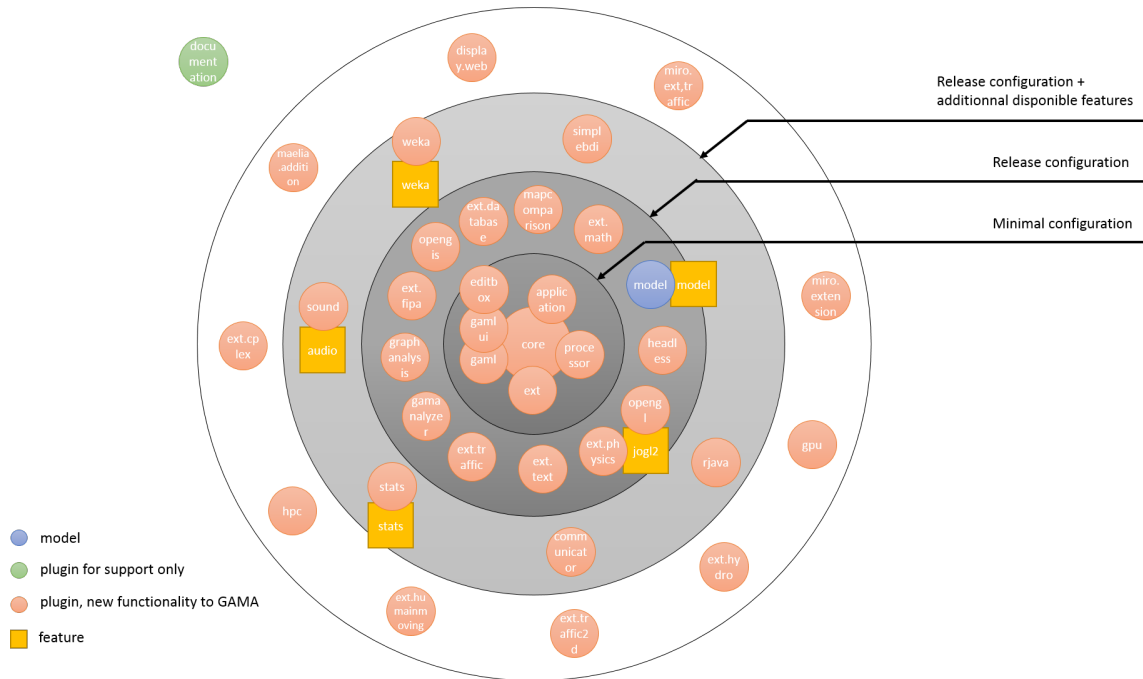 docu
ment
ation
displa
y.web
miro.
ext,tr
affic
Release configuration +
additionnal disponible features
maelia
.additi
on
weka
weka
simpl
ebdi
Release configuration
ext.da
tabas
e
mapc
ompa
rison
ext.
math
Minimal configuration
openg
is
ext.
fipa
editb
ox
applic
ation
model
model
miro.
exten
sion
sound
audio
gaml
ui
gaml
core
proce
ssor
ext
headl
ess
ext.cp
lex
graph
analys
is
gama
nalyze
r
openg
l
jogl2
ext.ph
ysics
ext.tr
affic
ext.
text
rjava
gpu
stats
stats
hpc
comm
unicat
or
ext.hy
dro
ext.hu
mainm
oving
ext.tr
affic2
d
model
plugin for support only
plugin, new functionality to GAMA
feature